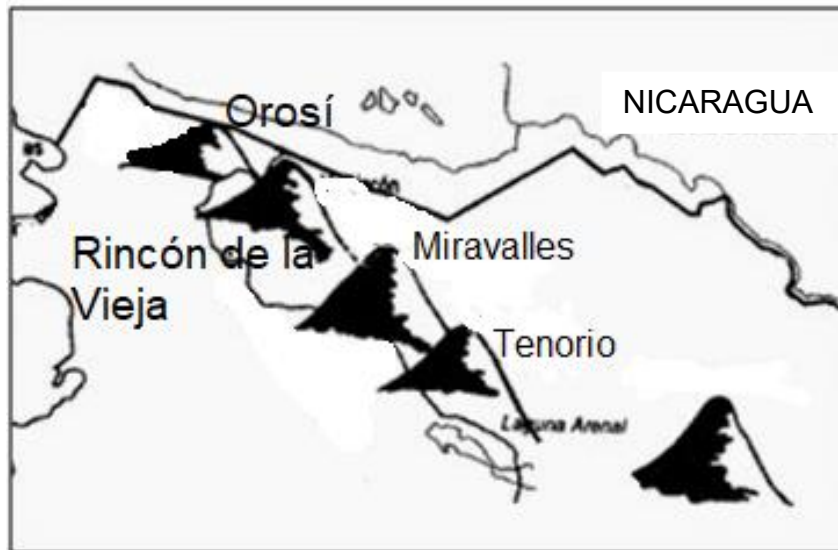 NICARAGUA
Orosí
Rincón de la
Vieja
Miravalles
Tenorio
Laguna Arenal